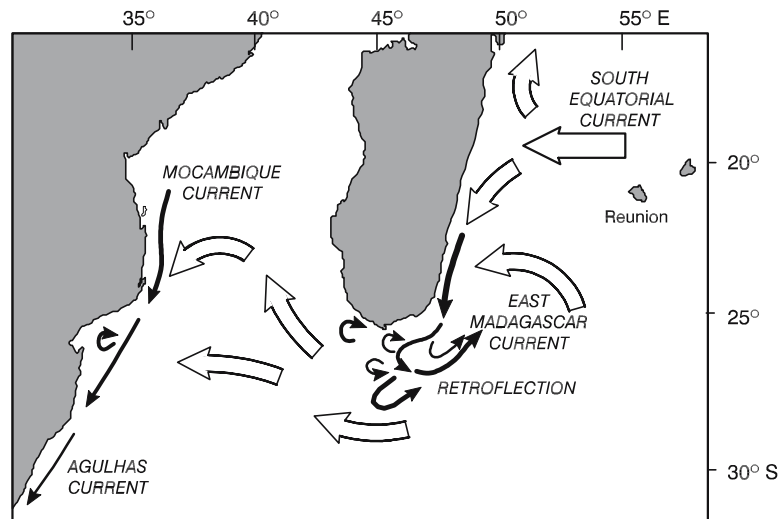 35° 40° 45° 50° 55° E
SOUTH
EQUATORIAL
CURRENT
20°
MOCAMBIQUE
CURRENT
Reunion
25°
EAST
MADAGASCAR
CURRENT
RETROFLECTION
AGULHAS
CURRENT
30° S